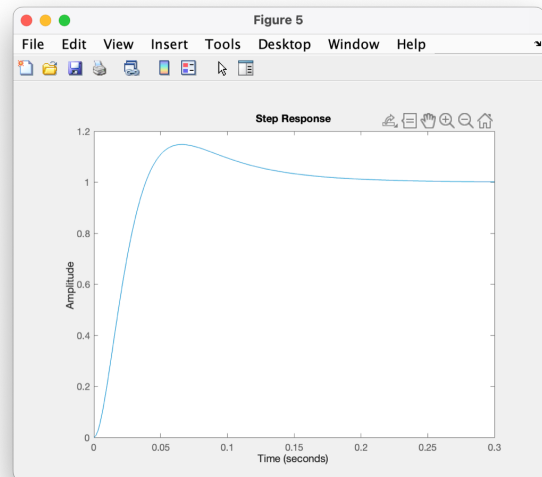 Figure 5
File Edit View Insert Tools Desktop Window Help
Step Response
1.2
1
0.8
0.6
0.4
0.2
0
Amplitude
0 0.05 0.1 0.15 0.2 0.25 0.3
Time (seconds)